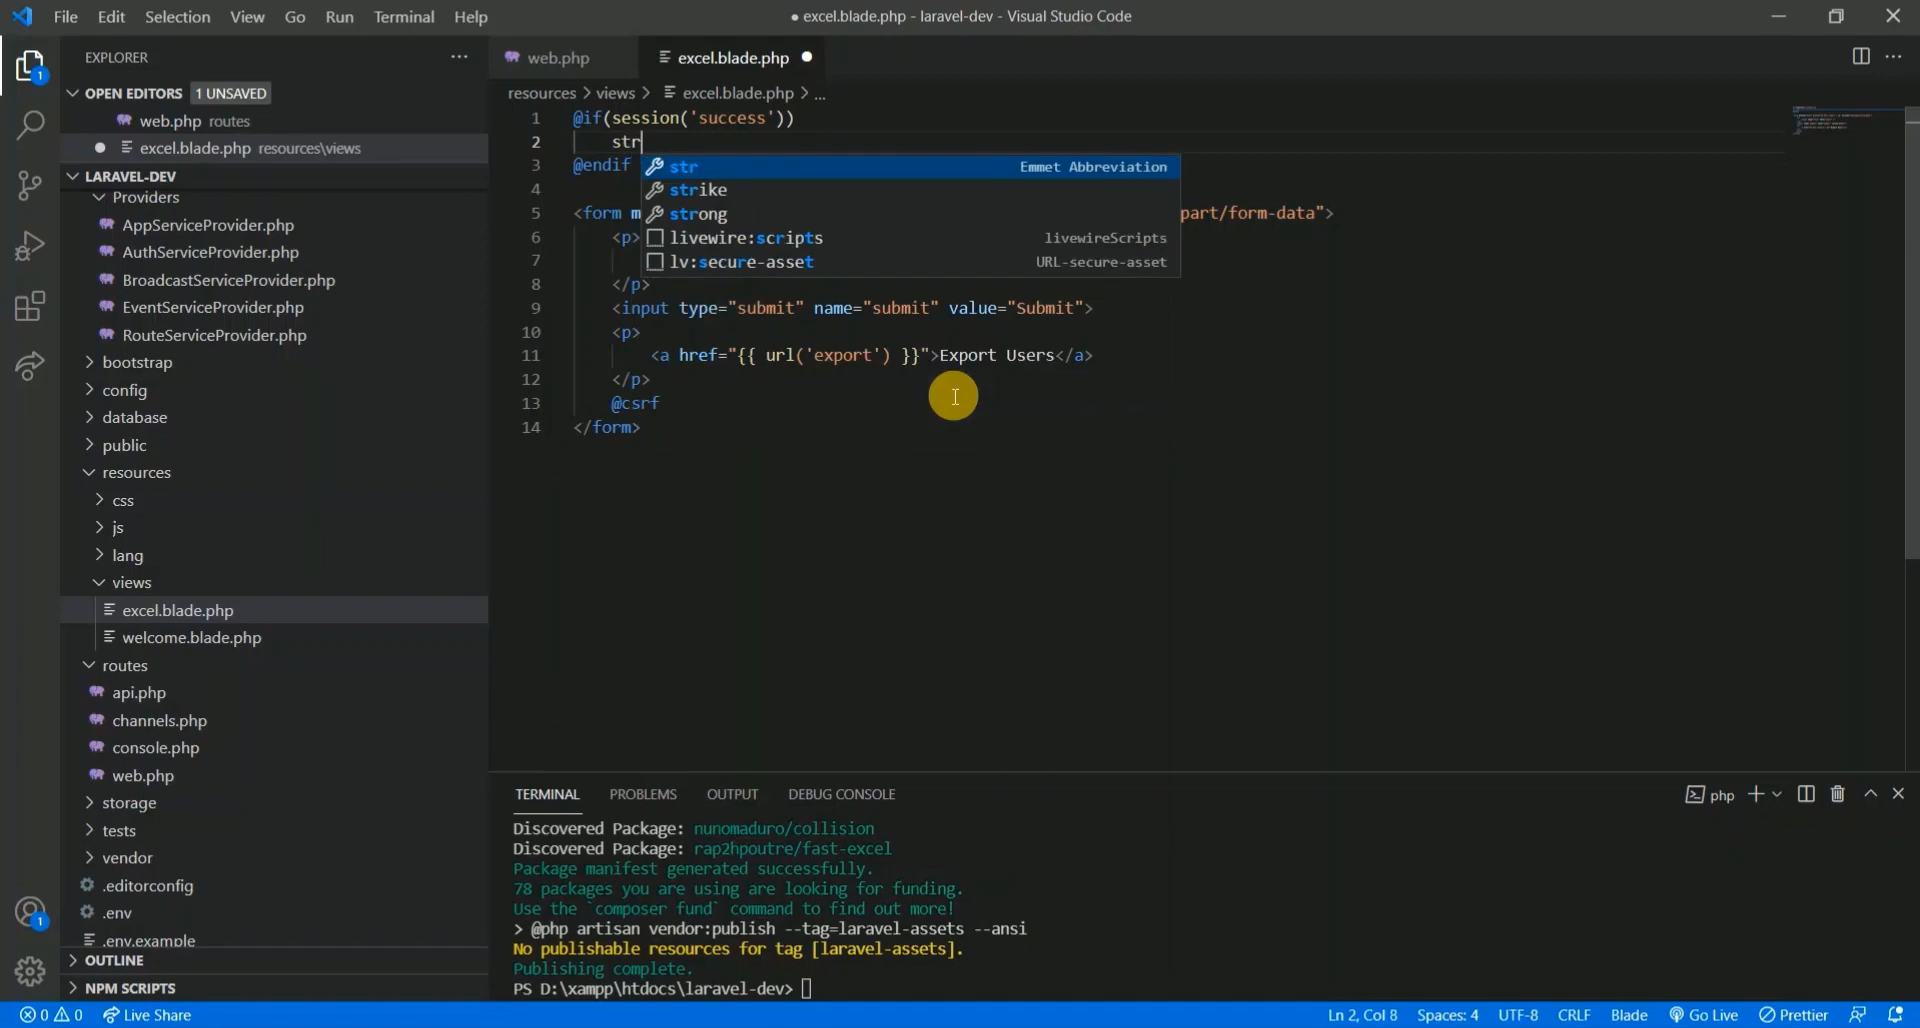 File Edit Selection View Go Run Terminal Help
● excel.blade.php - laravel-dev - Visual Studio Code
EXPLORER
OPEN EDITORS 1 UNSAVED
web.php routes
excel.blade.php resources\views
LARAVEL-DEV
Providers
AppServiceProvider.php
AuthServiceProvider.php
BroadcastServiceProvider.php
EventServiceProvider.php
RouteServiceProvider.php
bootstrap
config
database
public
resources
css
js
lang
views
excel.blade.php
welcome.blade.php
routes
api.php
channels.php
console.php
web.php
storage
tests
vendor
.editorconfig
.env
.env.example
OUTLINE
NPM SCRIPTS
1
1
web.php
excel.blade.php
resources > views > excel.blade.php > ...
1 @if(session('success'))
2 str
3 @endif
4
5 <form m part/form-data">
6 <p>
7
8 </p>
9 <input type="submit" name="submit" value="Submit">
10 <p>
11 <a href="{{ url('export') }}">Export Users</a>
12 </p>
13 @csrf
14 </form>
str Emmet Abbreviation
strike
strong
livewire:scripts livewireScripts
lv:secure-asset URL-secure-asset
TERMINAL PROBLEMS OUTPUT DEBUG CONSOLE
php
Discovered Package: nunomaduro/collision
Discovered Package: rap2hpoutre/fast-excel
Package manifest generated successfully.
78 packages you are using are looking for funding.
Use the `composer fund` command to find out more!
> @php artisan vendor:publish --tag=laravel-assets --ansi
No publishable resources for tag [laravel-assets].
Publishing complete.
PS D:\xampp\htdocs\laravel-dev>
0 0 Live Share
Ln 2, Col 8 Spaces: 4 UTF-8 CRLF Blade Go Live Prettier